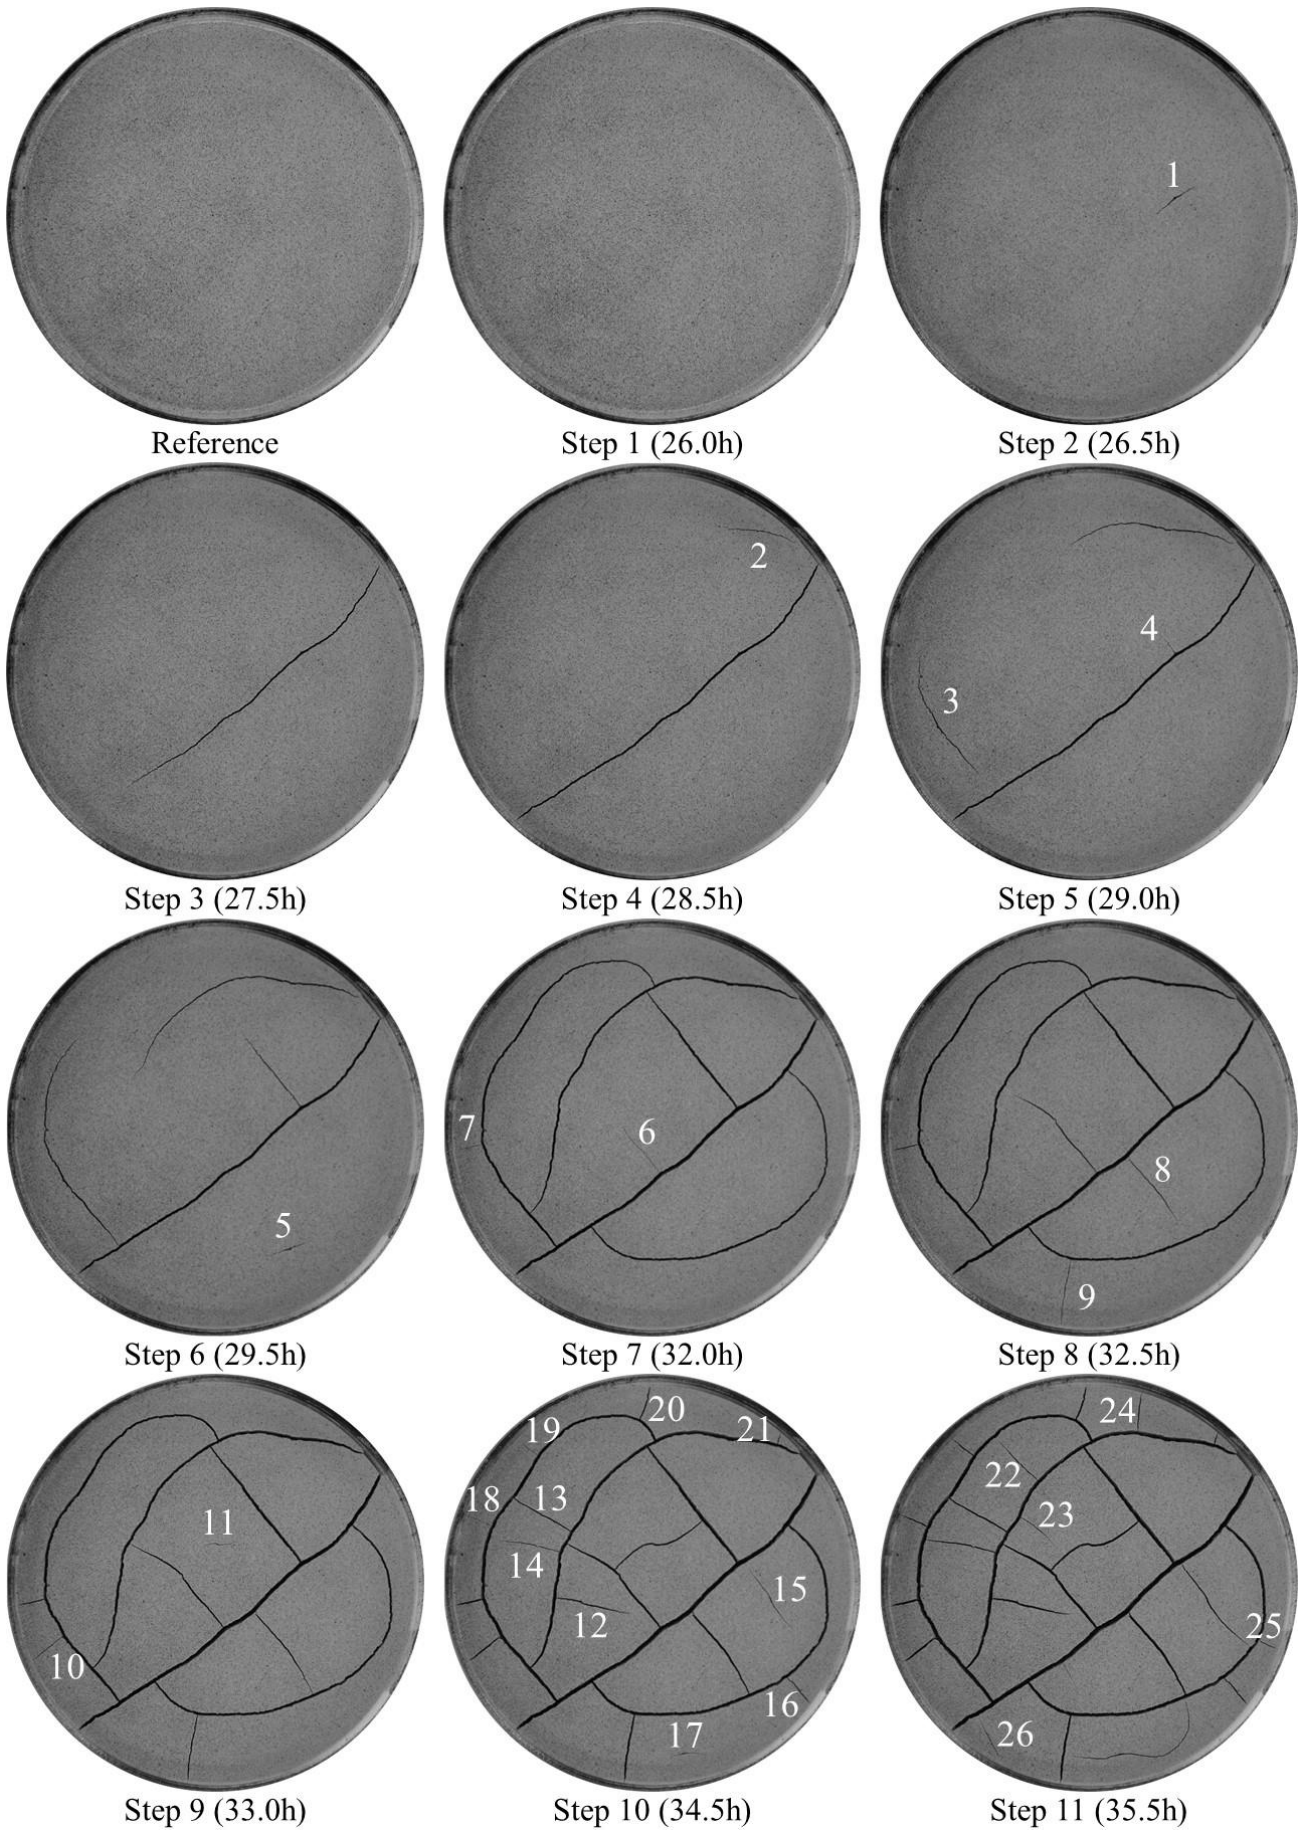 1
Reference
Step 1 (26.0h)
Step 2 (26.5h)
2
3
4
Step 3 (27.5h)
Step 4 (28.5h)
Step 5 (29.0h)
5
6
7
8
9
Step 6 (29.5h)
Step 7 (32.0h)
Step 8 (32.5h)
10
11
19
20
21
18
13
14
12
15
16
17
24
22
23
25
26
Step 9 (33.0h)
Step 10 (34.5h)
Step 11 (35.5h)